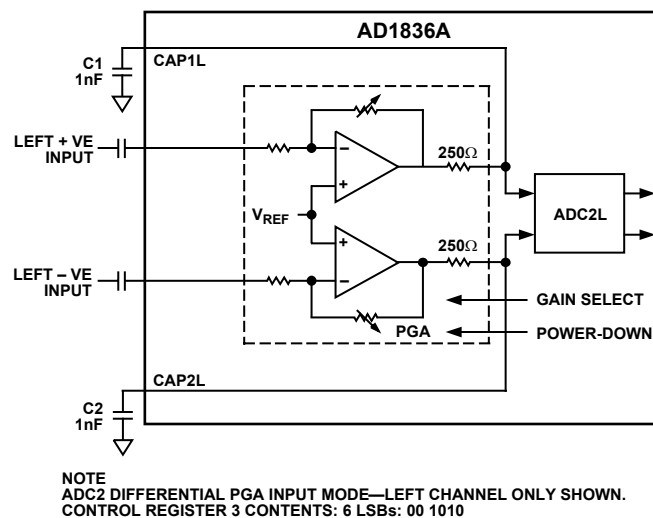 AD1836A
C1
1nF
CAP1L
LEFT + VE
INPUT
250Ω
VREF
ADC2L
250Ω
LEFT – VE
INPUT
GAIN SELECT
PGA
POWER-DOWN
CAP2L
C2
1nF
NOTE
ADC2 DIFFERENTIAL PGA INPUT MODE—LEFT CHANNEL ONLY SHOWN.
CONTROL REGISTER 3 CONTENTS: 6 LSBs: 00 1010